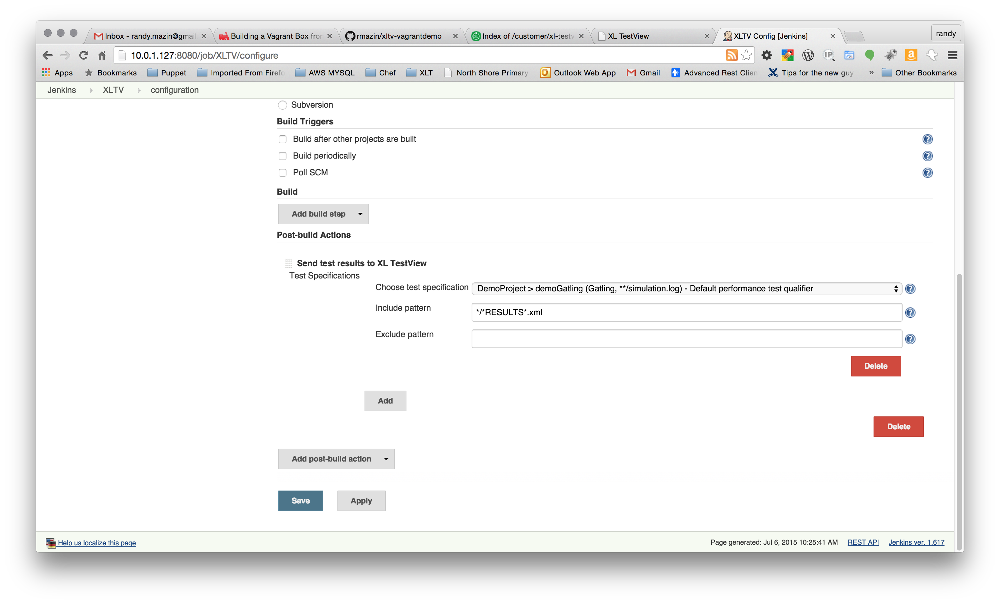 Inbox - randy.mazin@gmail
Building a Vagrant Box from
rmazin/xltv-vagrantdemo
Index of /customer/xl-testv
XL TestView
XLTV Config [Jenkins]
randy
10.0.1.127:8080/job/XLTV/configure
IP
Apps
Bookmarks
Puppet
Imported From Firefo
AWS MYSQL
Chef
XLT
North Shore Primary
Outlook Web App
Gmail
Advanced Rest Clien
Tips for the new guy
»
Other Bookmarks
Jenkins
XLTV
configuration
Subversion
Build Triggers
Build after other projects are built
Build periodically
Poll SCM
Build
Add build step
Post-build Actions
Send test results to XL TestView
Test Specifications
Choose test specification
DemoProject > demoGatling (Gatling, **/simulation.log) - Default performance test qualifier
Include pattern
*/*RESULTS*.xml
Exclude pattern
Delete
Add
Delete
Add post-build action
Save
Apply
Help us localize this page
Page generated: Jul 6, 2015 10:25:41 AM
REST API
Jenkins ver. 1.617